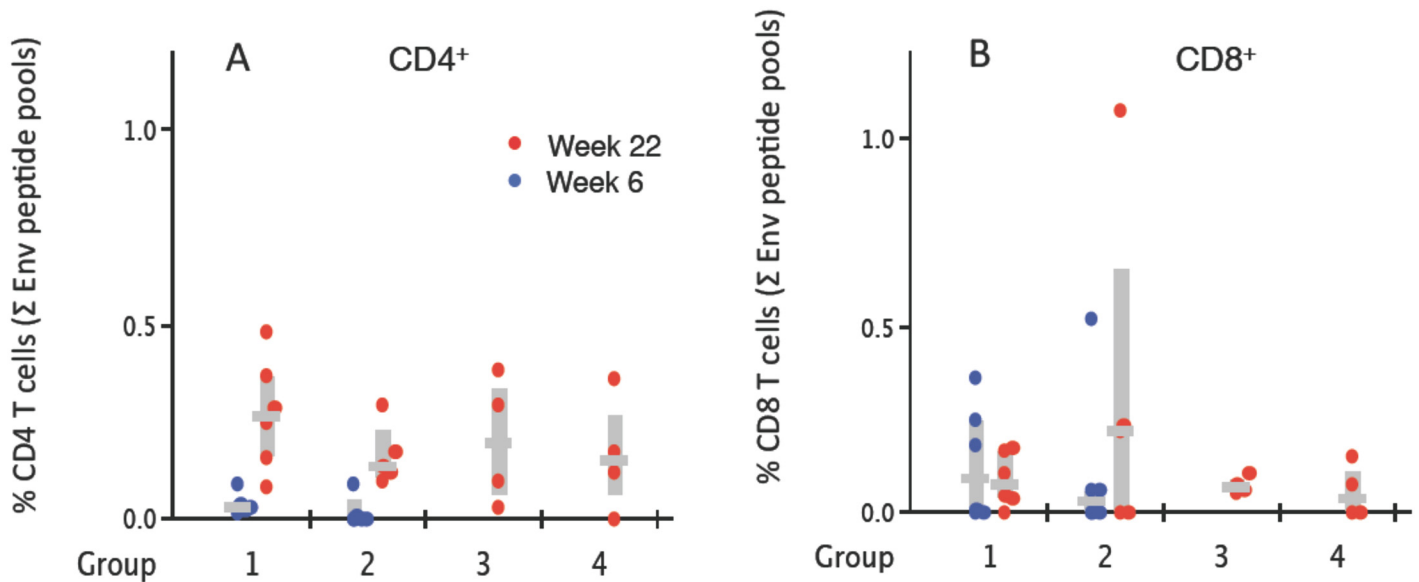 A CD4⁺
% CD4 T cells (Σ Env peptide pools)
1.0
0.5
0.0
Week 22
Week 6
Group 1 2 3 4
B CD8⁺
% CD8 T cells (Σ Env peptide pools)
1.0
0.5
0.0
Group 1 2 3 4